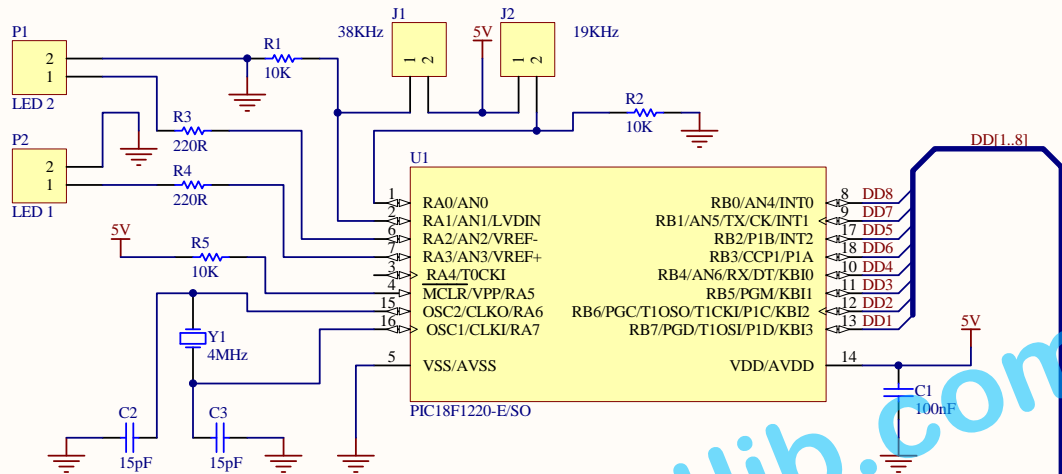 P1
2
1
LED 2
R1
10K
J1
38KHz
1
2
5V
J2
19KHz
1
2
R2
10K
P2
2
1
LED 1
R3
220R
R4
220R
5V
R5
10K
Y1
4MHz
C2
15pF
C3
15pF
U1
1 RA0/AN0
2 RA1/AN1/LVDIN
6 RA2/AN2/VREF-
7 RA3/AN3/VREF+
3 RA4/T0CKI
4 MCLR/VPP/RA5
15 OSC2/CLKO/RA6
16 OSC1/CLKI/RA7
5 VSS/AVSS
RB0/AN4/INT0 8 DD8
RB1/AN5/TX/CK/INT1 9 DD7
RB2/P1B/INT2 17 DD5
RB3/CCP1/P1A 18 DD6
RB4/AN6/RX/DT/KBI0 10 DD4
RB5/PGM/KBI1 11 DD3
RB6/PGC/T1OSO/T1CKI/P1C/KBI2 12 DD2
RB7/PGD/T1OSI/P1D/KBI3 13 DD1
VDD/AVDD 14
PIC18F1220-E/SO
DD[1..8]
5V
C1
100nF
lib.com